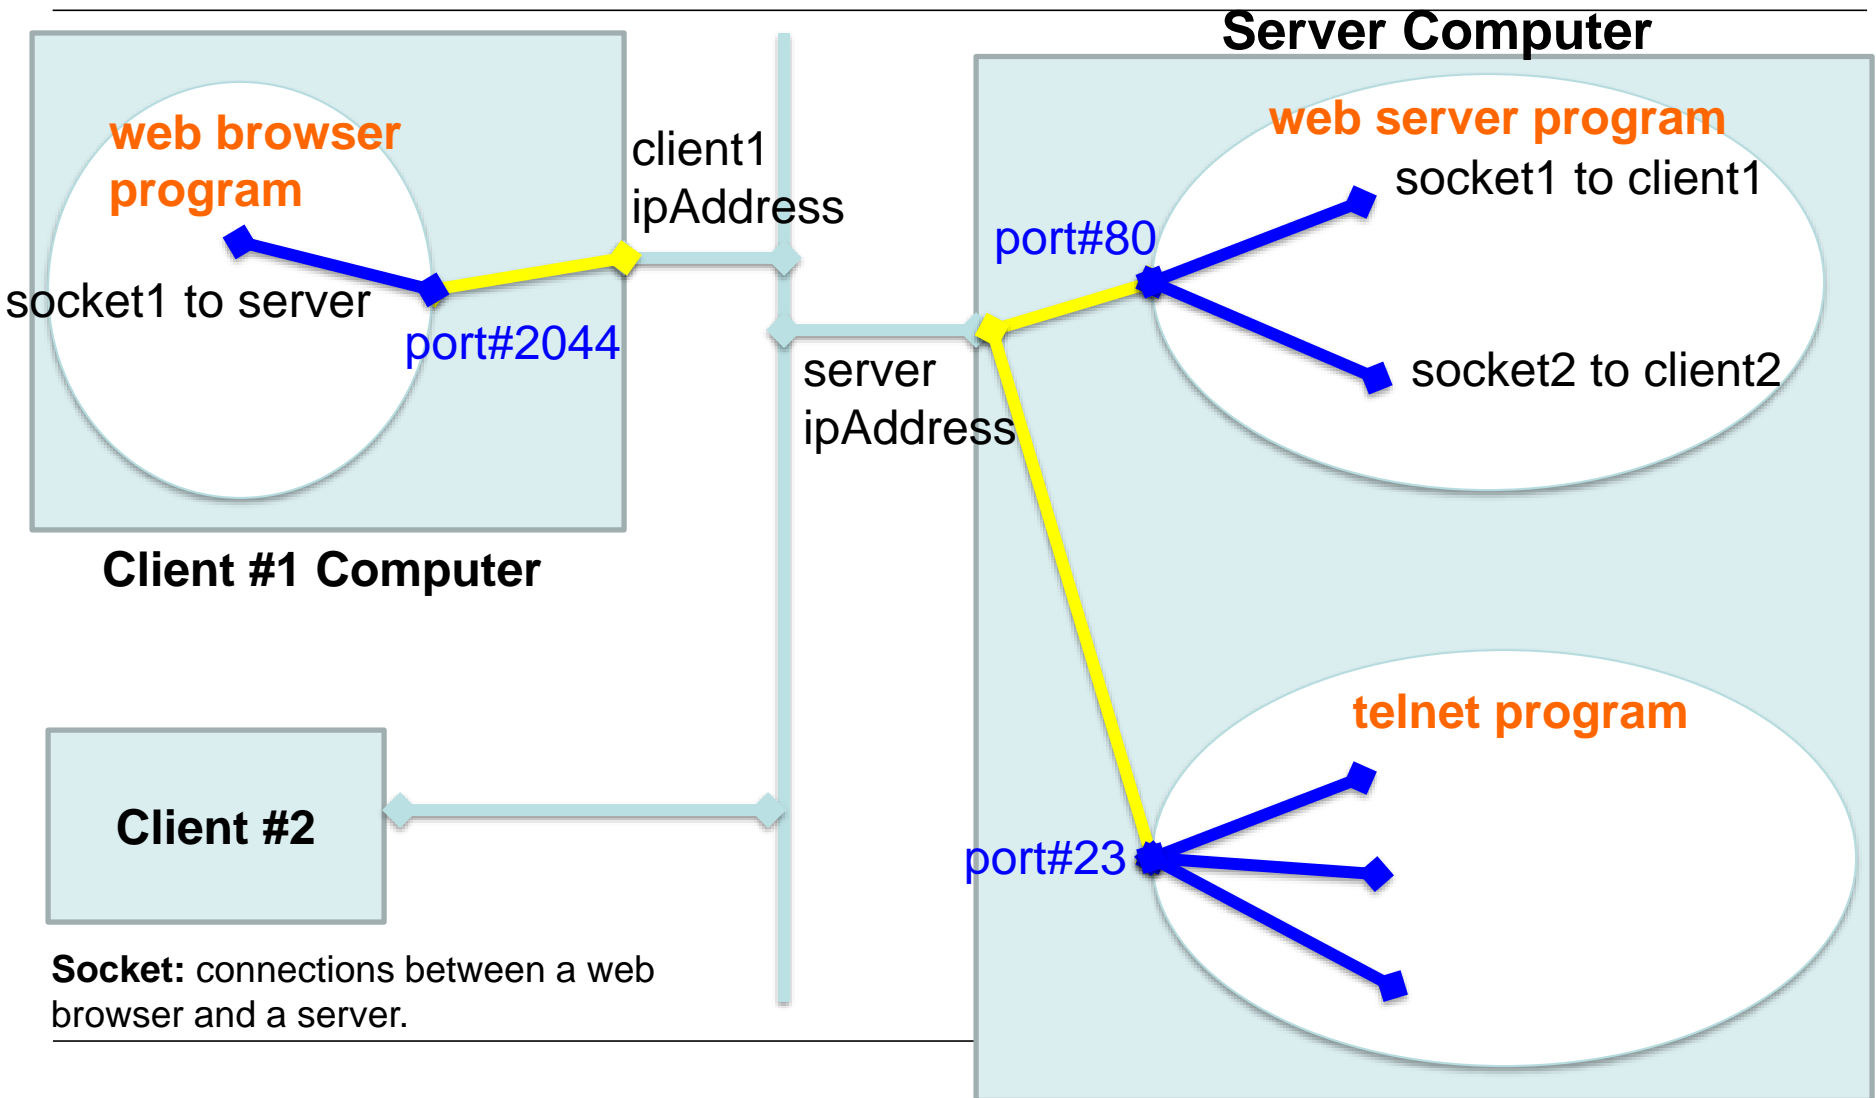 Server Computer
web browser
program
client1
ipAddress
web server program
socket1 to client1
port#80
socket1 to server
port#2044
server
ipAddress
socket2 to client2
Client #1 Computer
telnet program
Client #2
port#23
Socket: connections between a web
browser and a server.